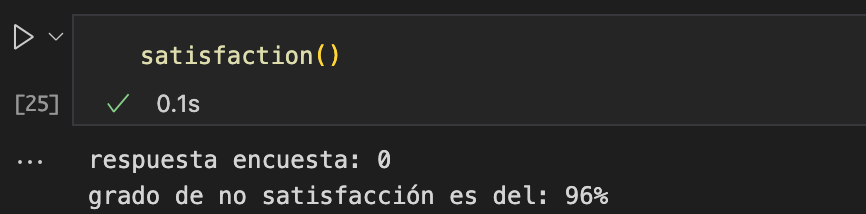 satisfaction()
[25]
0.1s
...
respuesta encuesta: 0
grado de no satisfacción es del: 96%